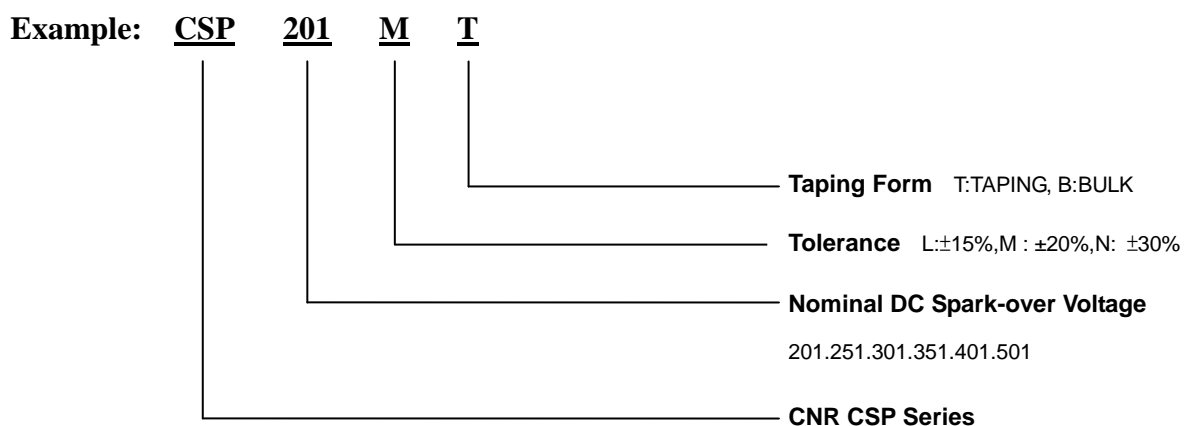 Example: CSP 201 M T
Taping Form T:TAPING, B:BULK
Tolerance L:±15%,M : ±20%,N: ±30%
Nominal DC Spark-over Voltage
201.251.301.351.401.501
CNR CSP Series